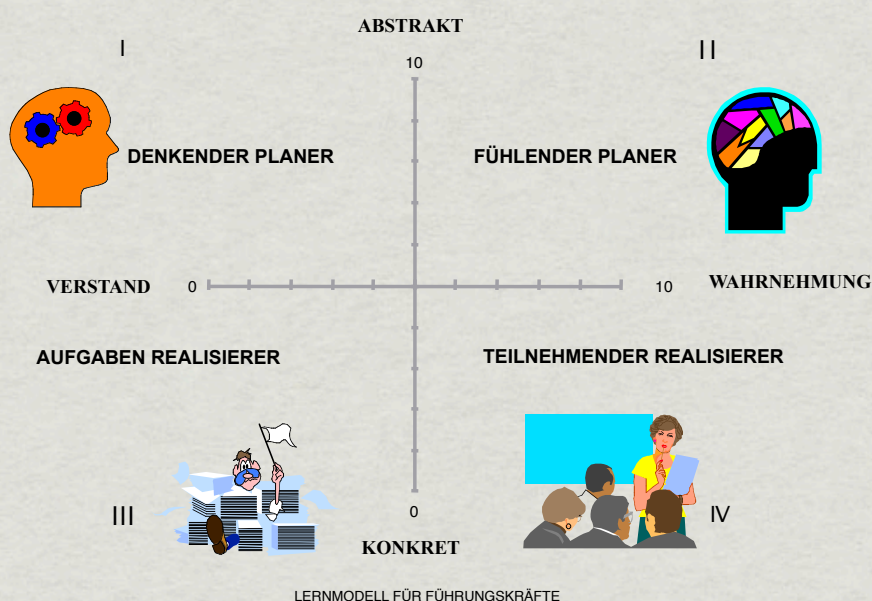 ABSTRAKT
I
II
10
DENKENDER PLANER
FÜHLENDER PLANER
VERSTAND
0
10
WAHRNEHMUNG
AUFGABEN REALISIERER
TEILNEHMENDER REALISIERER
III
0
IV
KONKRET
LERNMODELL FÜR FÜHRUNGSKRÄFTE